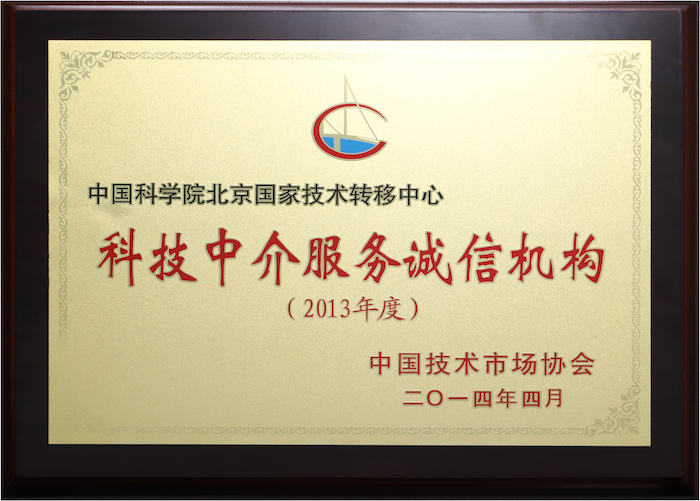 中国科学院北京国家技术转移中心
科技中介服务诚信机构
（2013年度）
中国技术市场协会
二〇一四年四月